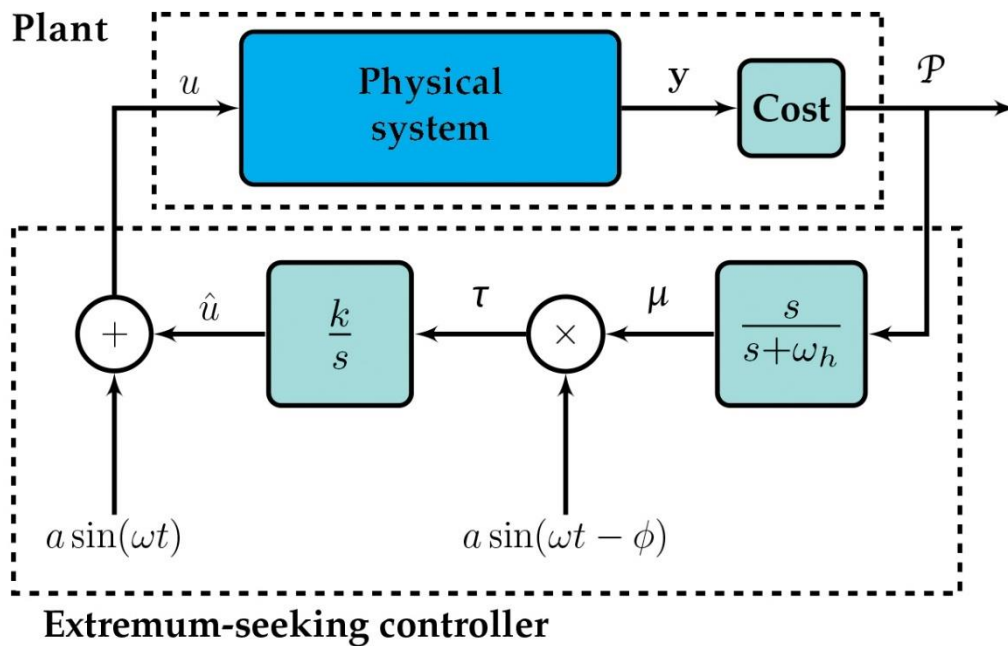 Plant
u
Physical
system
y
Cost
𝒫
+
û
k
s
τ
×
μ
s
s+ω_h
a sin(ωt)
a sin(ωt − ϕ)
Extremum-seeking controller